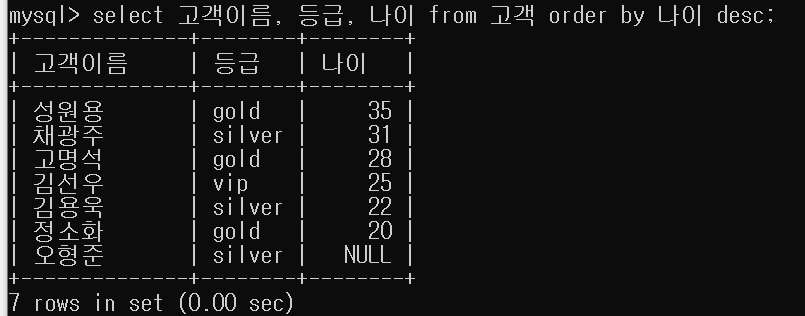 mysql> select 고객이름, 등급, 나이 from 고객 order by 나이 desc;
+--------------+--------+--------+
| 고객이름     | 등급   | 나이   |
+--------------+--------+--------+
| 성원용       | gold   |     35 |
| 채광주       | silver |     31 |
| 고명석       | gold   |     28 |
| 김선우       | vip    |     25 |
| 김용욱       | silver |     22 |
| 정소화       | gold   |     20 |
| 오형준       | silver |   NULL |
+--------------+--------+--------+
7 rows in set (0.00 sec)